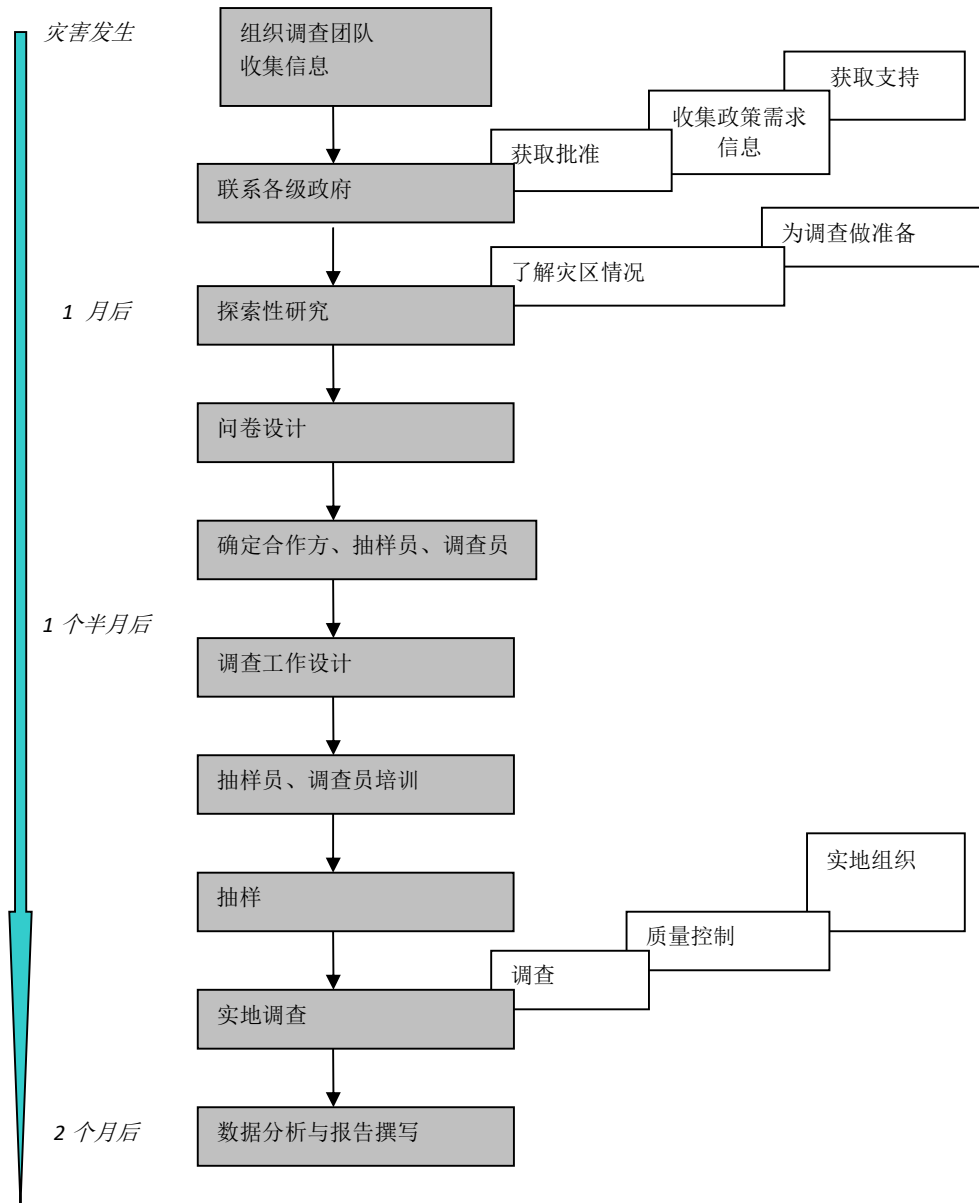 灾害发生
组织调查团队
收集信息
获取支持
收集政策需求
信息
获取批准
联系各级政府
为调查做准备
了解灾区情况
1 月后
探索性研究
问卷设计
确定合作方、抽样员、调查员
1 个半月后
调查工作设计
抽样员、调查员培训
实地组织
抽样
质量控制
调查
实地调查
2 个月后
数据分析与报告撰写